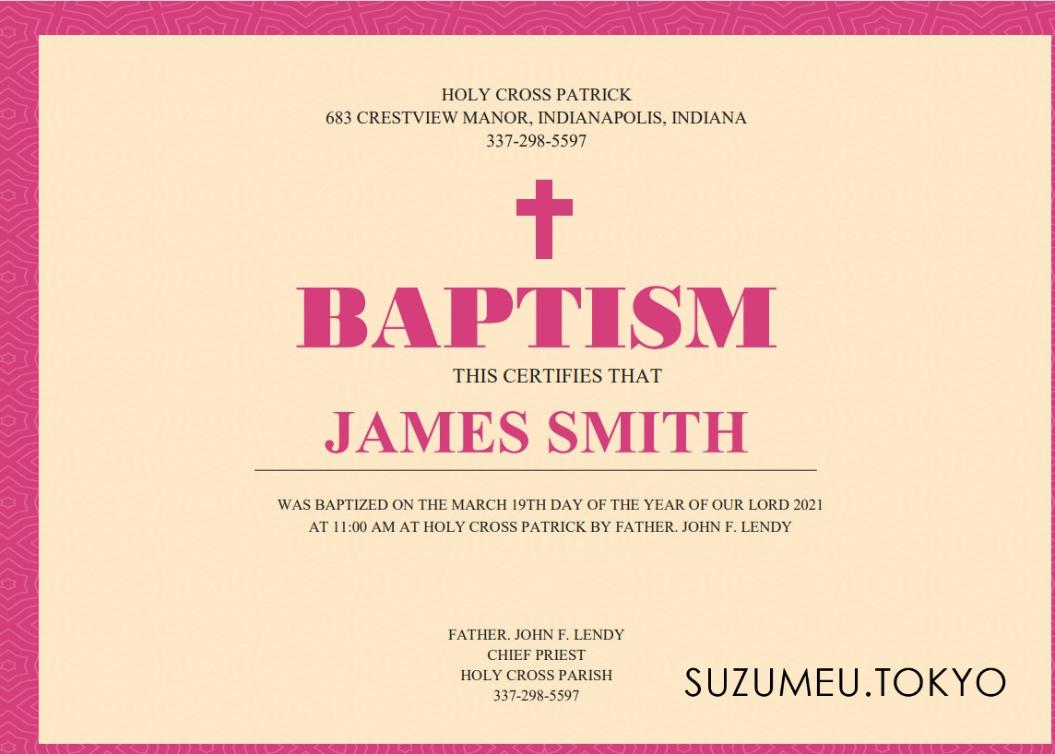 HOLY CROSS PATRICK
683 CRESTVIEW MANOR, INDIANAPOLIS, INDIANA
337-298-5597
BAPTISM
THIS CERTIFIES THAT
JAMES SMITH
WAS BAPTIZED ON THE MARCH 19TH DAY OF THE YEAR OF OUR LORD 2021
AT 11:00 AM AT HOLY CROSS PATRICK BY FATHER. JOHN F. LENDY
FATHER. JOHN F. LENDY
CHIEF PRIEST
HOLY CROSS PARISH
337-298-5597
SUZUMEU.TOKYO